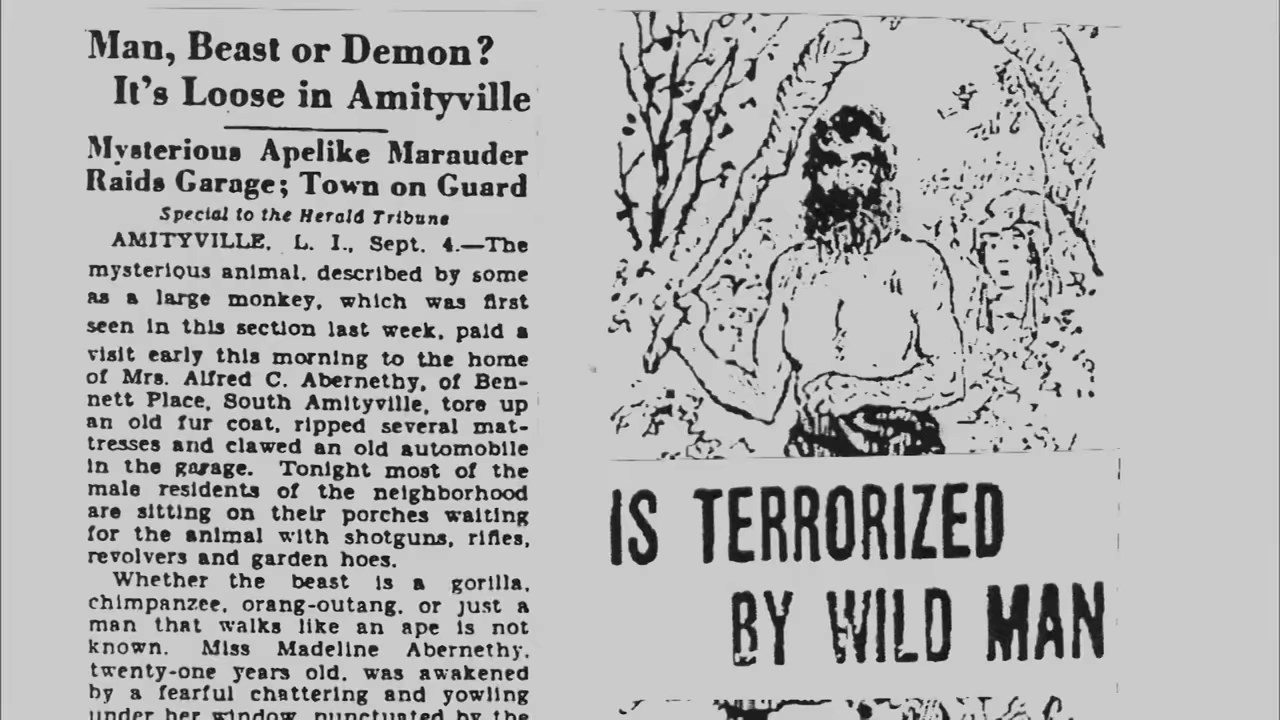 Man, Beast or Demon?
It's Loose in Amityville
Mysterious Apelike Marauder
Raids Garage; Town on Guard
Special to the Herald Tribune
AMITYVILLE, L. I., Sept. 4.—The
mysterious animal, described by some
as a large monkey, which was first
seen in this section last week, paid a
visit early this morning to the home
of Mrs. Alfred C. Abernethy, of Ben-
nett Place, South Amityville, tore up
an old fur coat, ripped several mat-
tresses and clawed an old automobile
in the garage. Tonight most of the
male residents of the neighborhood
are sitting on their porches waiting
for the animal with shotguns, rifles,
revolvers and garden hoes.
Whether the beast is a gorilla,
chimpanzee, orang-outang, or just a
man that walks like an ape is not
known. Miss Madeline Abernethy,
twenty-one years old, was awakened
by a fearful chattering and yowling
under her window, punctuated by the
IS TERRORIZED
BY WILD MAN